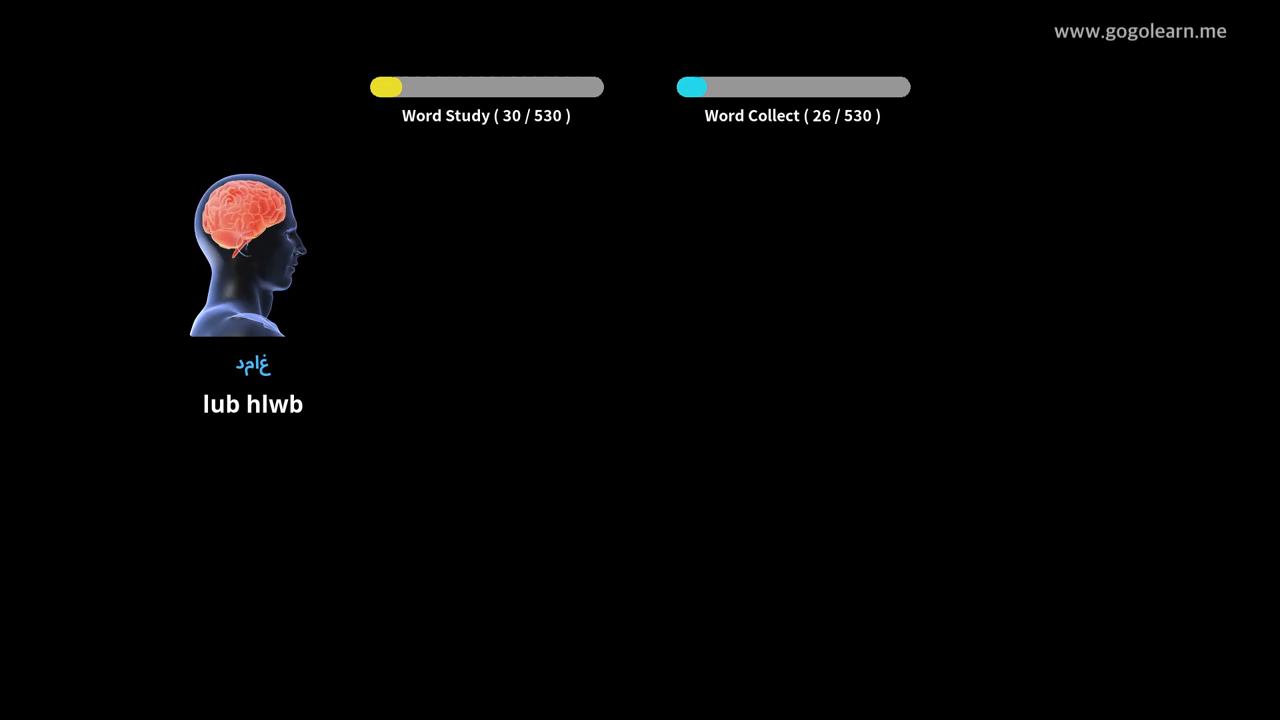 www.gogolearn.me
Word Study ( 30 / 530 )
Word Collect ( 26 / 530 )
دماغ
lub hlwb